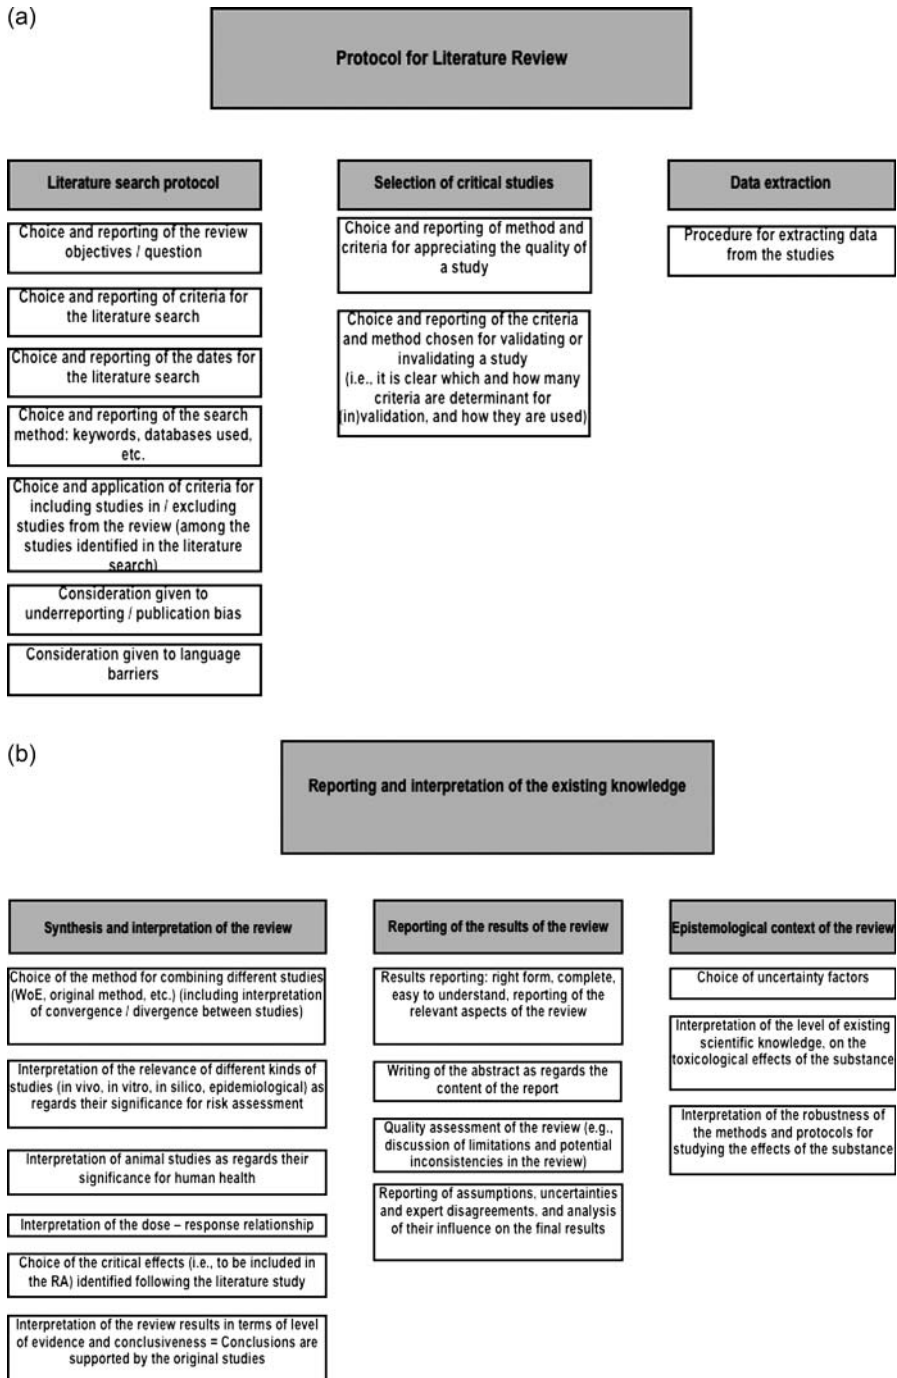 (a)
Protocol for Literature Review
Literature search protocol
Choice and reporting of the review
objectives / question
Choice and reporting of criteria for
the literature search
Choice and reporting of the dates for
the literature search
Choice and reporting of the search
method: keywords, databases used,
etc.
Choice and application of criteria for
including studies in / excluding
studies from the review (among the
studies identified in the literature
search)
Consideration given to
underreporting / publication bias
Consideration given to language
barriers
Selection of critical studies
Choice and reporting of method and
criteria for appreciating the quality of
a study
Choice and reporting of the criteria
and method chosen for validating or
invalidating a study
(i.e., it is clear which and how many
criteria are determinant for
(in)validation, and how they are used)
Data extraction
Procedure for extracting data
from the studies
(b)
Reporting and interpretation of the existing knowledge
Synthesis and interpretation of the review
Choice of the method for combining different studies
(WoE, original method, etc.) (including interpretation
of convergence / divergence between studies)
Interpretation of the relevance of different kinds of
studies (in vivo, in vitro, in silico, epidemiological) as
regards their significance for risk assessment
Interpretation of animal studies as regards their
significance for human health
Interpretation of the dose – response relationship
Choice of the critical effects (i.e., to be included in
the RA) identified following the literature study
Interpretation of the review results in terms of level
of evidence and conclusiveness = Conclusions are
supported by the original studies
Reporting of the results of the review
Results reporting: right form, complete,
easy to understand, reporting of the
relevant aspects of the review
Writing of the abstract as regards the
content of the report
Quality assessment of the review (e.g.,
discussion of limitations and potential
inconsistencies in the review)
Reporting of assumptions, uncertainties
and expert disagreements, and analysis
of their influence on the final results
Epistemological context of the review
Choice of uncertainty factors
Interpretation of the level of existing
scientific knowledge, on the
toxicological effects of the substance
Interpretation of the robustness of
the methods and protocols for
studying the effects of the substance